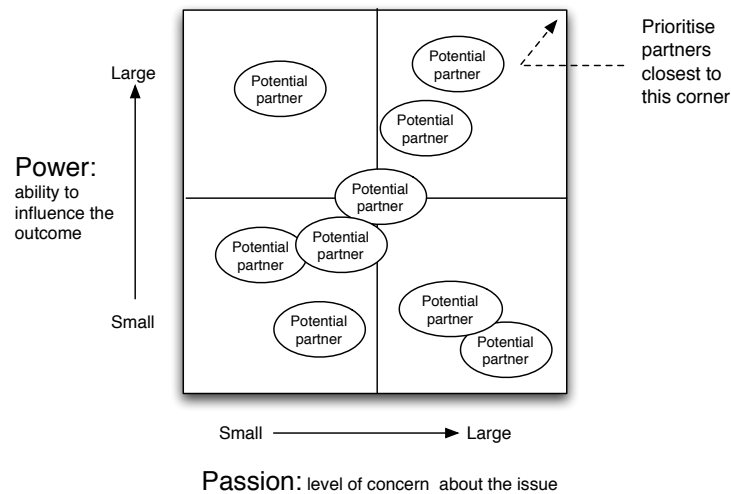 Prioritise
partners
closest to
this corner
Large
Power:
ability to
influence the
outcome
Small
Potential
partner
Potential
partner
Potential
partner
Potential
partner
Potential
partner
Potential
partner
Potential
partner
Potential
partner
Potential
partner
Small
Large
Passion: level of concern about the issue